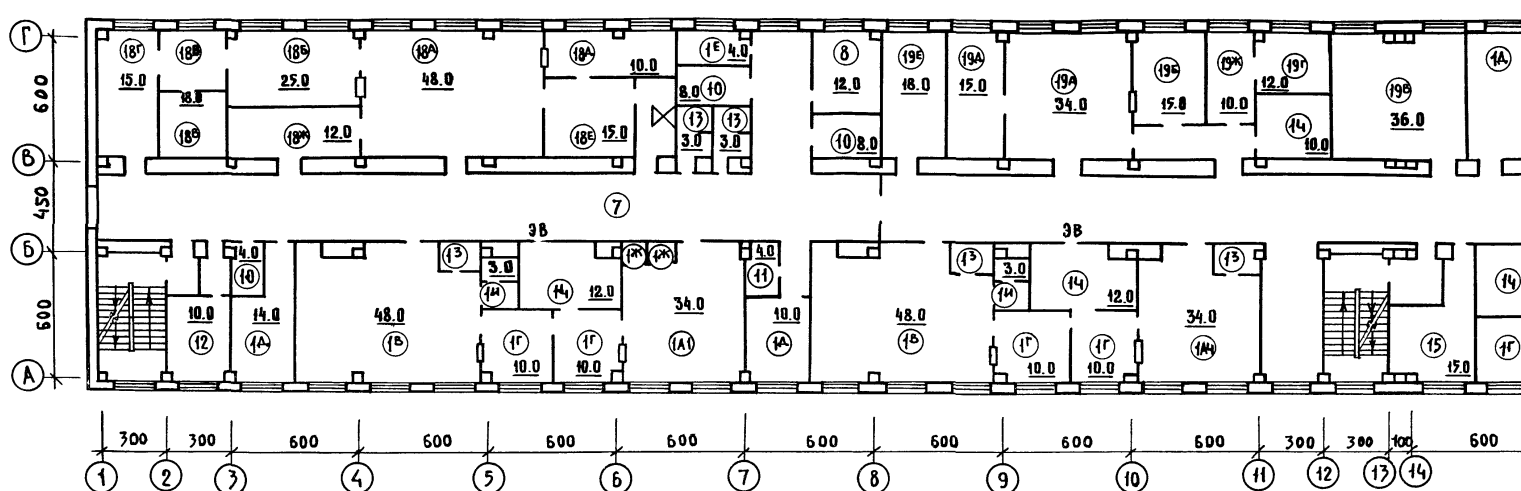 Г 18Г 18В 18Б 18А 18Д 1Е 4.0 8 19Е 19Д 19А 19Б 19Ж 19Г 19В 1Д
15.0 18.0 25.0 48.0 10.0 8.0 10 12.0 18.0 15.0 34.0 15.0 10.0 12.0 36.0
600
18В 18Ж 12.0 18Е 15.0 13 13 3.0 3.0 10 8.0 14 10.0
В
450 7
ЭВ ЭВ
Б 4.0 10 13 3.0 1И 14 12.0 1Ж 1Ж 4.0 11 13 3.0 1И 14 12.0 13 14
600
10.0 14.0 48.0 34.0 10.0 48.0 34.0
12 1Д 1В 1Г 1Г 1А1 1Д 1В 1Г 1Г 1А4 15 1Г
А 10.0 10.0 10.0 10.0 15.0
300 300 600 600 600 600 600 600 600 600 300 300 100 600
1 2 3 4 5 6 7 8 9 10 11 12 13 14